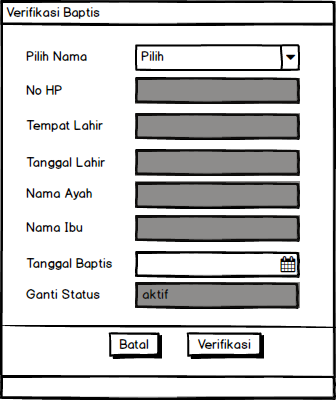 Verifikasi Baptis
Pilih Nama Pilih
No HP
Tempat Lahir
Tanggal Lahir
Nama Ayah
Nama Ibu
Tanggal Baptis
Ganti Status aktif
Batal Verifikasi